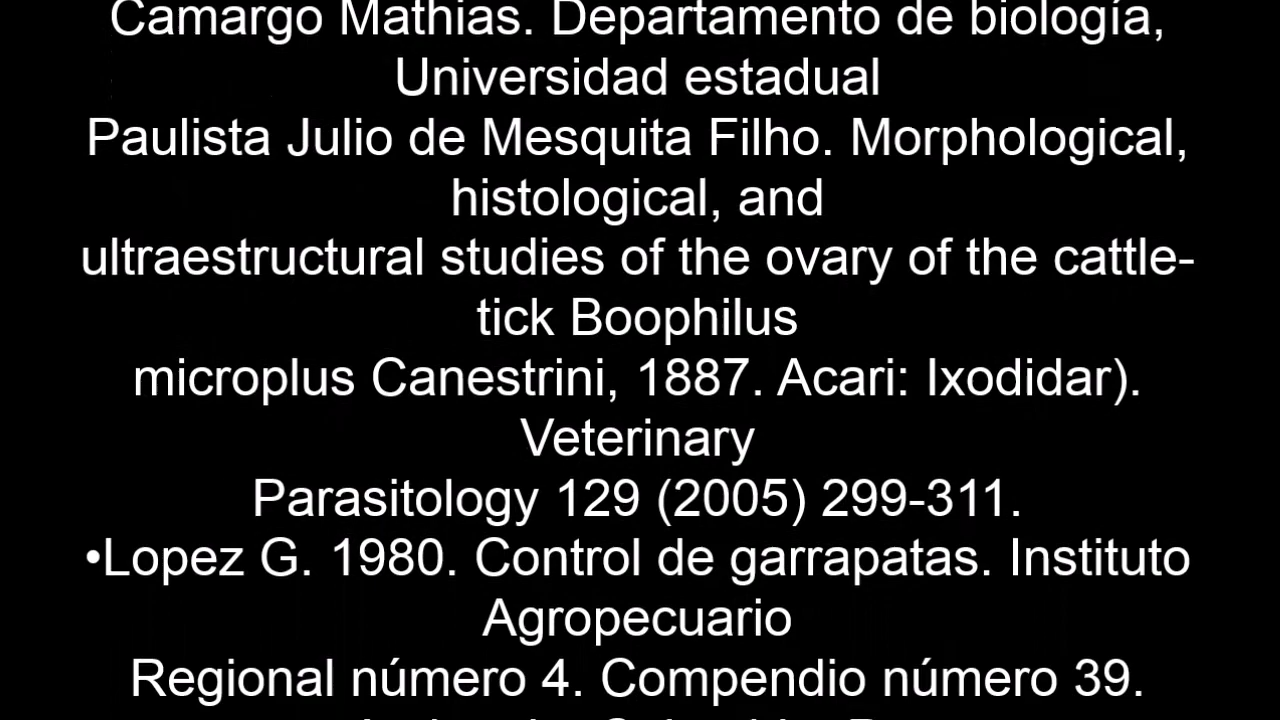 Camargo Mathias. Departamento de biología,
Universidad estadual
Paulista Julio de Mesquita Filho. Morphological,
histological, and
ultraestructural studies of the ovary of the cattle-
tick Boophilus
microplus Canestrini, 1887. Acari: Ixodidar).
Veterinary
Parasitology 129 (2005) 299-311.
•Lopez G. 1980. Control de garrapatas. Instituto
Agropecuario
Regional número 4. Compendio número 39.